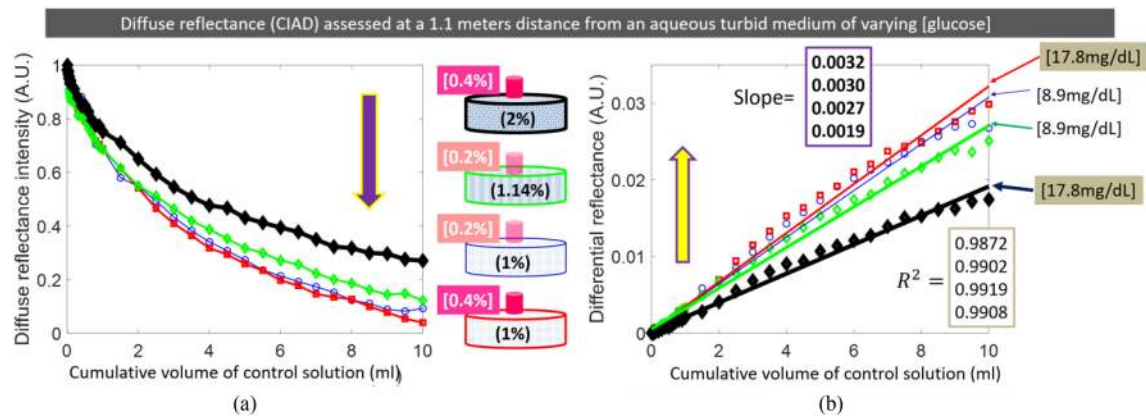 Diffuse reflectance (CIAD) assessed at a 1.1 meters distance from an aqueous turbid medium of varying [glucose]
Diffuse reflectance intensity (A.U.)
1
0.8
0.6
0.4
0.2
0
0
2
4
6
8
10
Cumulative volume of control solution (ml)
(a)
[0.4%]
(2%)
[0.2%]
(1.14%)
[0.2%]
(1%)
[0.4%]
(1%)
Differential reflectance (A.U.)
0.03
0.02
0.01
0
0
2
4
6
8
10
Cumulative volume of control solution (ml)
(b)
Slope=
0.0032
0.0030
0.0027
0.0019
[17.8mg/dL]
[8.9mg/dL]
[8.9mg/dL]
[17.8mg/dL]
R² =
0.9872
0.9902
0.9919
0.9908